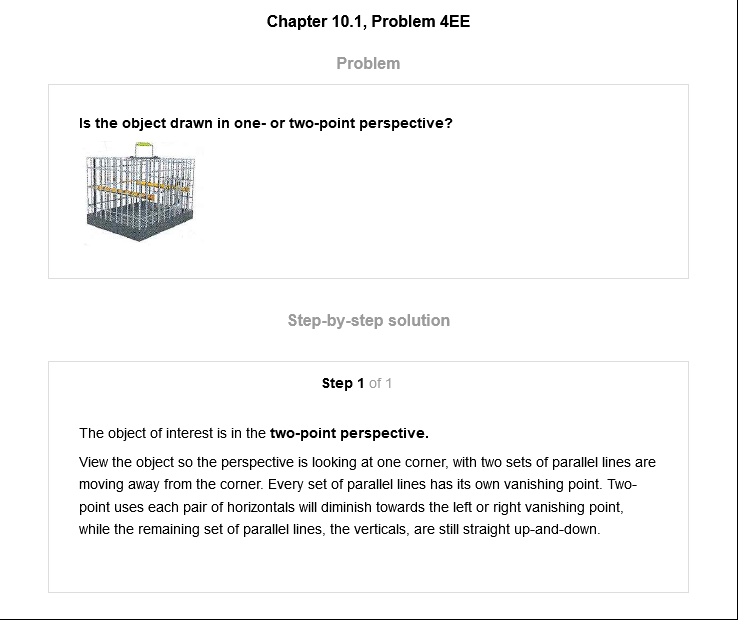 Chapter 10.1, Problem 4EE
Problem
Is the object drawn in one- or two-point perspective?
Step-by-step solution
Step 1 of 1
The object of interest is in the two-point perspective.
View the object so the perspective is looking at one corner, with two sets of parallel lines are
moving away from the corner. Every set of parallel lines has its own vanishing point. Two-
point uses each pair of horizontals will diminish towards the left or right vanishing point,
while the remaining set of parallel lines, the verticals, are still straight up-and-down.